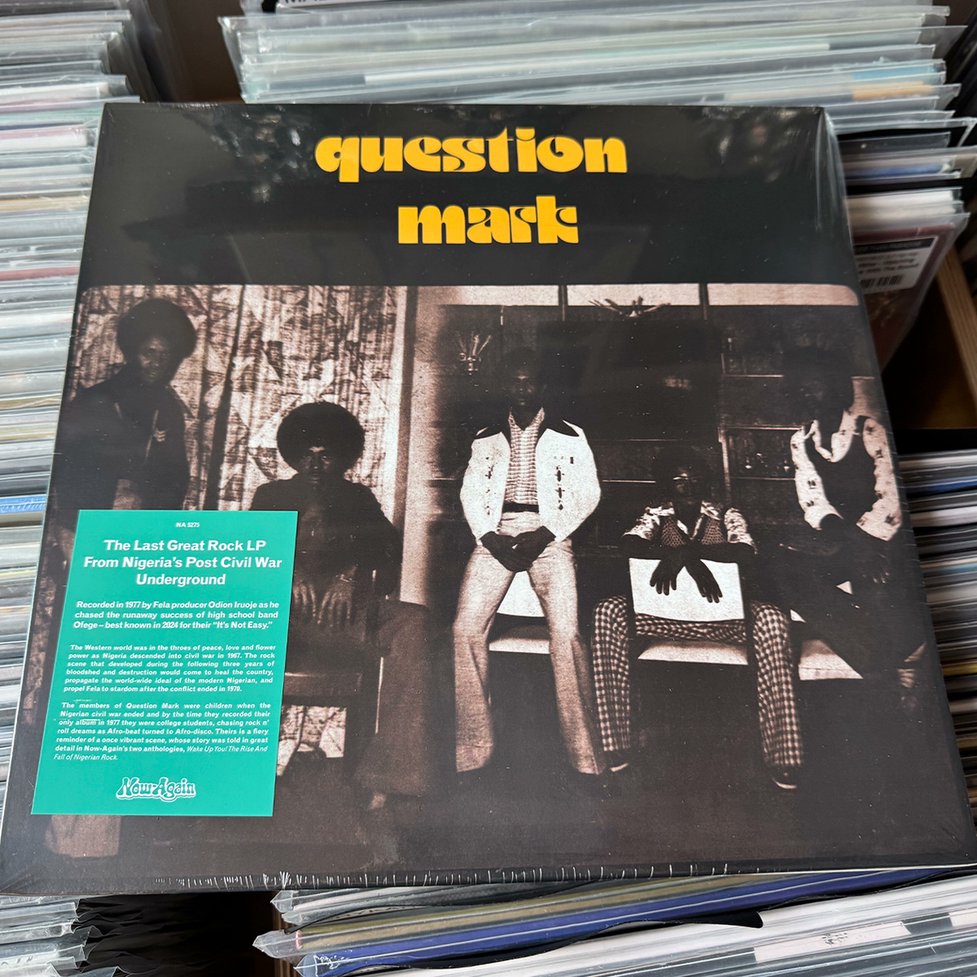 question
mark
NA 5275
The Last Great Rock LP
From Nigeria's Post Civil War
Underground
Recorded in 1977 by Fela producer Odion Iruoje as he
chased the runaway success of high school band
Ofege – best known in 2024 for their "It's Not Easy."
The Western world was in the throes of peace, love and flower
power as Nigeria descended into civil war in 1967. The rock
scene that developed during the following three years of
bloodshed and destruction would come to heal the country,
propagate the world-wide ideal of the modern Nigerian, and
propel Fela to stardom after the conflict ended in 1970.
The members of Question Mark were children when the
Nigerian civil war ended and by the time they recorded their
only album in 1977 they were college students, chasing rock n'
roll dreams as Afro-beat turned to Afro-disco. Theirs is a fiery
reminder of a once vibrant scene, whose story was told in great
detail in Now-Again's two anthologies, Wake Up You! The Rise And
Fall of Nigerian Rock.
Now-Again